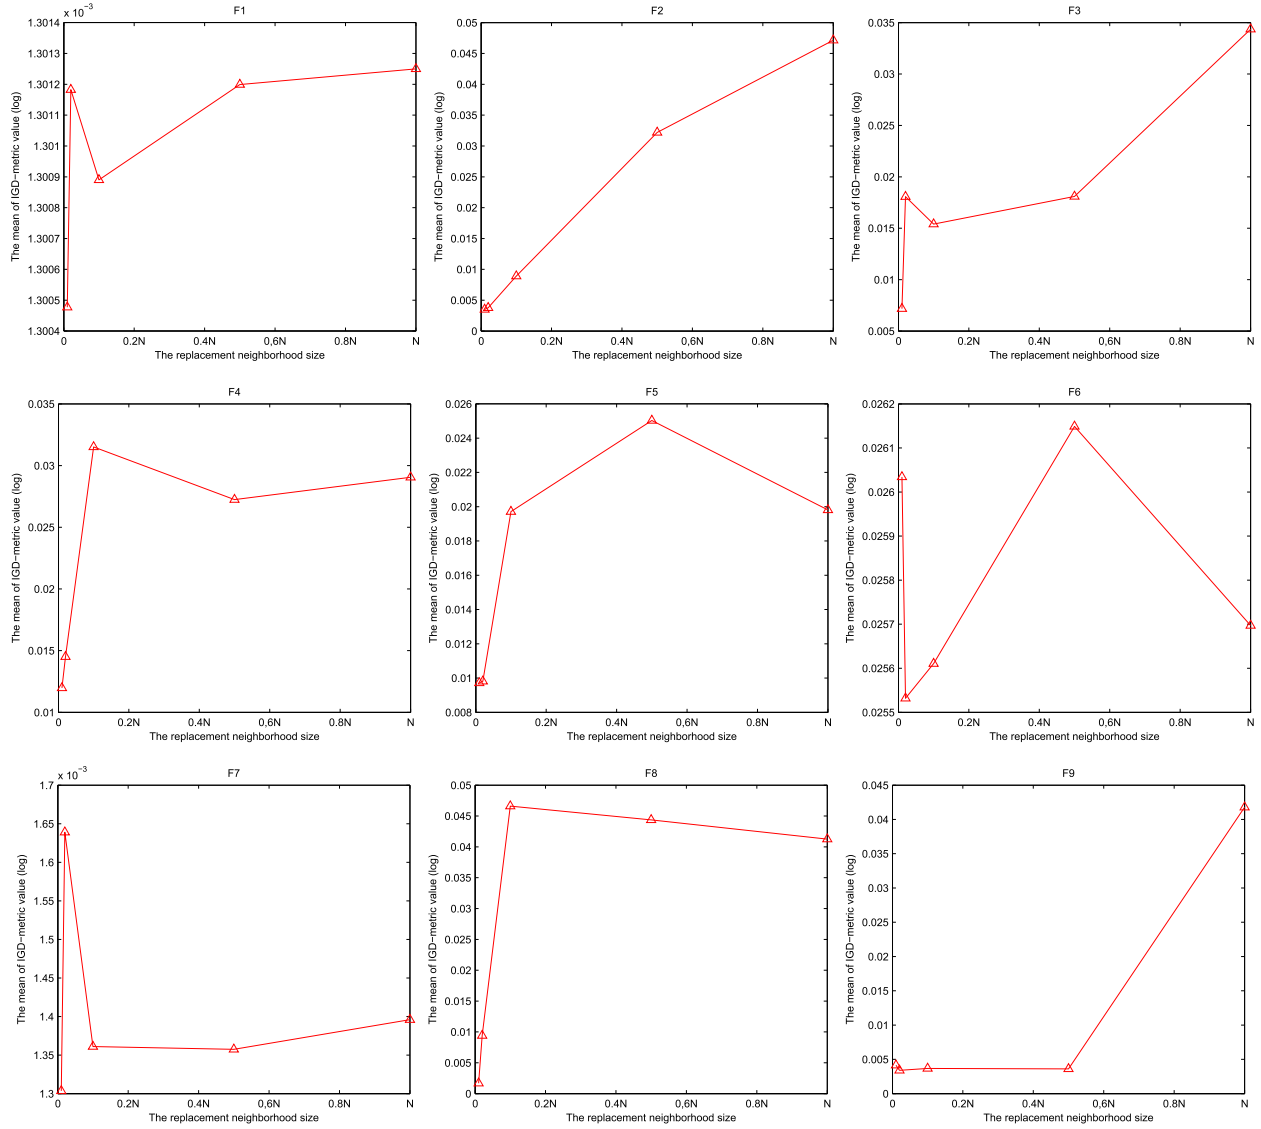 F1
x 10⁻³
1.3014
1.3013
1.3012
1.3011
1.301
1.3009
1.3008
1.3007
1.3006
1.3005
1.3004
The mean of IGD−metric value (log)
0 0.2N 0.4N 0,6N 0.8N N
The replacement neighborhood size
F2
0.05
0.045
0.04
0.035
0.03
0.025
0.02
0.015
0.01
0.005
0
The mean of IGD−metric value (log)
0 0.2N 0.4N 0,6N 0.8N N
The replacement neighborhood size
F3
0.035
0.03
0.025
0.02
0.015
0.01
0.005
The mean of IGD−metric value (log)
0 0.2N 0.4N 0,6N 0.8N N
The replacement neighborhood size
F4
0.035
0.03
0.025
0.02
0.015
0.01
The mean of IGD−metric value (log)
0 0.2N 0.4N 0,6N 0.8N N
The replacement neighborhood size
F5
0.026
0.024
0.022
0.02
0.018
0.016
0.014
0.012
0.01
0.008
The mean of IGD−metric value (log)
0 0.2N 0.4N 0,6N 0.8N N
The replacement neighborhood size
F6
0.0262
0.0261
0.026
0.0259
0.0258
0.0257
0.0256
0.0255
The mean of IGD−metric value (log)
0 0.2N 0.4N 0,6N 0.8N N
The replacement neighborhood size
F7
x 10⁻³
1.7
1.65
1.6
1.55
1.5
1.45
1.4
1.35
1.3
The mean of IGD−metric value (log)
0 0.2N 0.4N 0,6N 0.8N N
The replacement neighborhood size
F8
0.05
0.045
0.04
0.035
0.03
0.025
0.02
0.015
0.01
0.005
0
The mean of IGD−metric value (log)
0 0.2N 0.4N 0,6N 0.8N N
The replacement neighborhood size
F9
0.045
0.04
0.035
0.03
0.025
0.02
0.015
0.01
0.005
0
The mean of IGD−metric value (log)
0 0.2N 0.4N 0,6N 0.8N N
The replacement neighborhood size